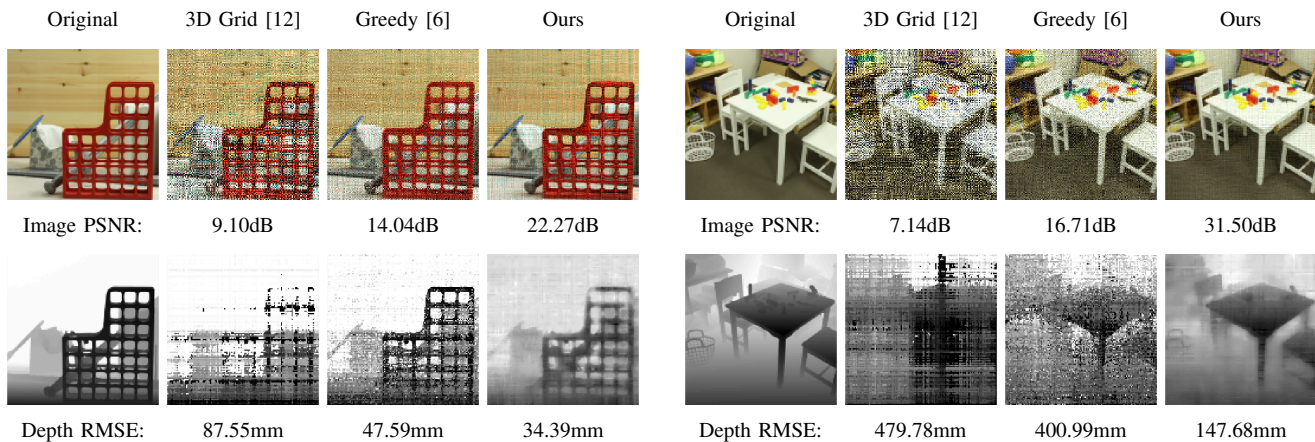 Original 3D Grid [12] Greedy [6] Ours Original 3D Grid [12] Greedy [6] Ours
Image PSNR: 9.10dB 14.04dB 22.27dB Image PSNR: 7.14dB 16.71dB 31.50dB
Depth RMSE: 87.55mm 47.59mm 34.39mm Depth RMSE: 479.78mm 400.99mm 147.68mm